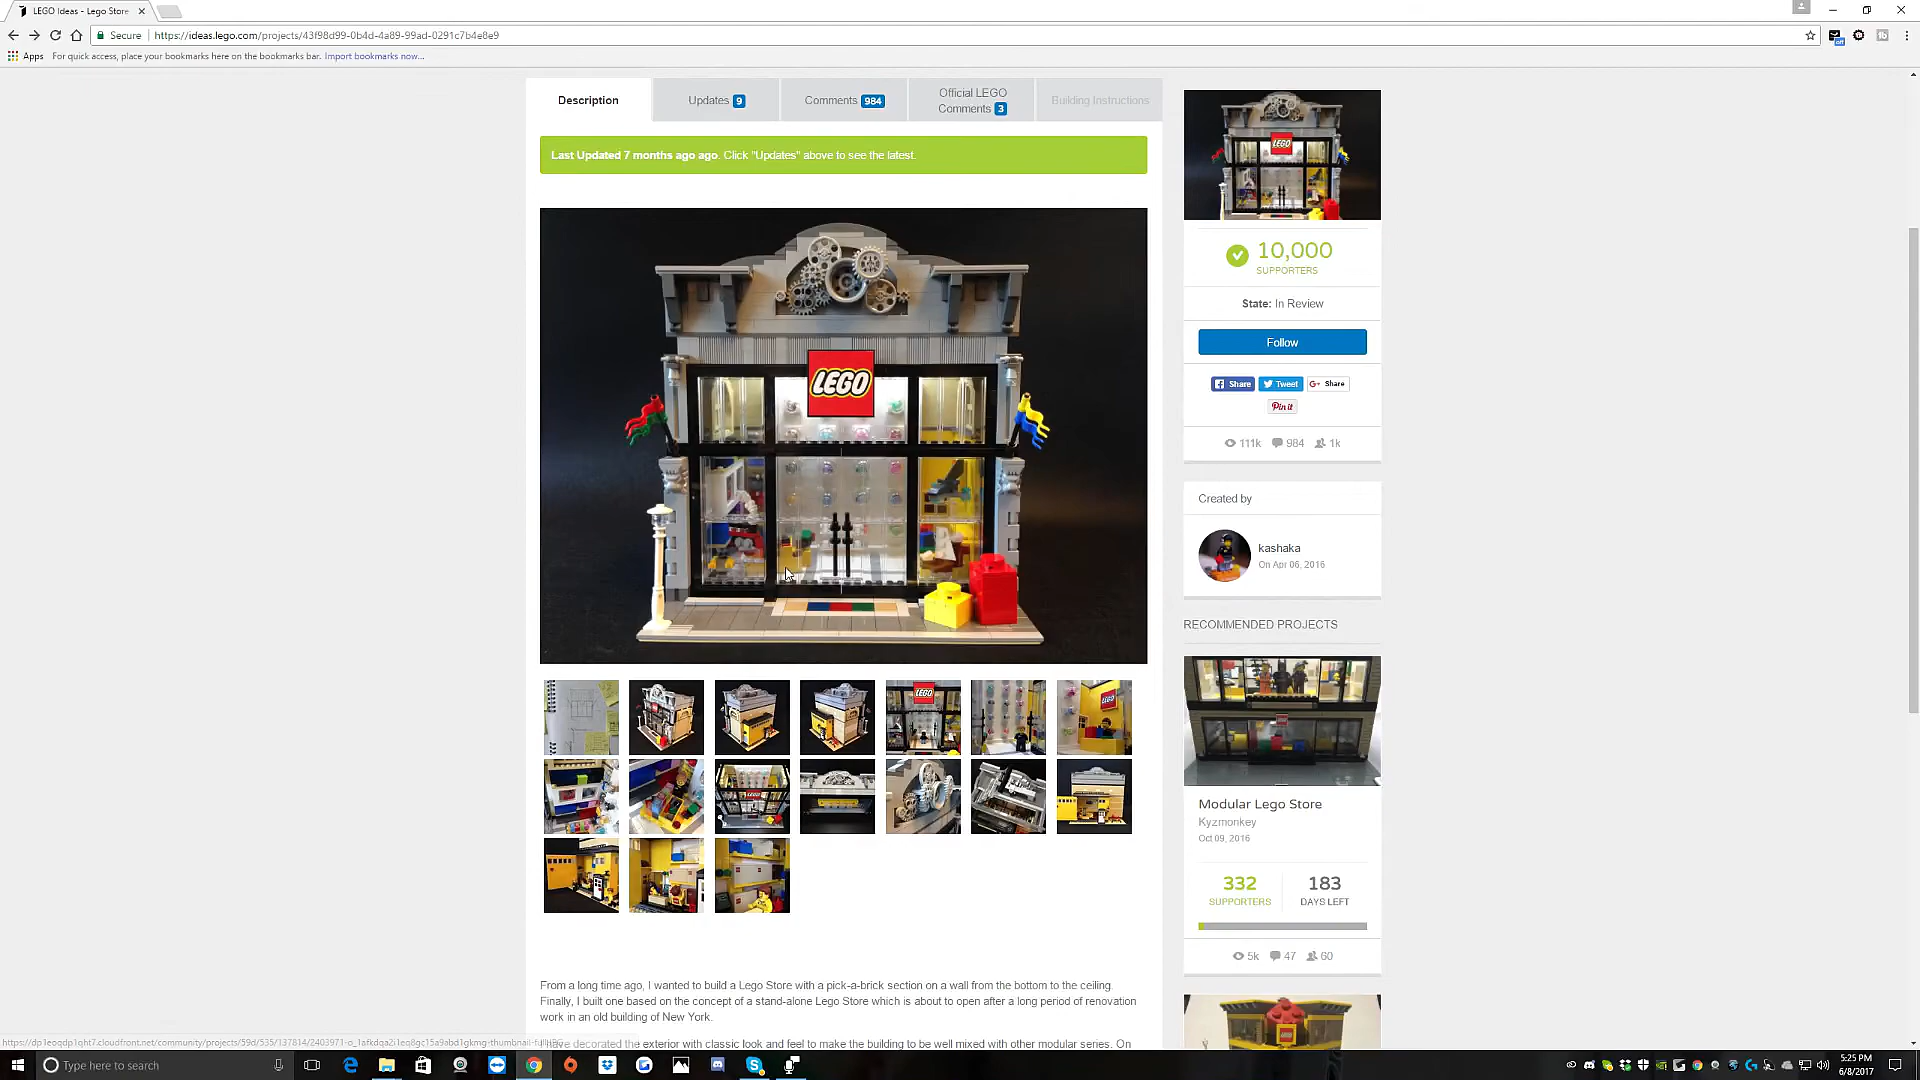 LEGO Ideas - Lego Store
Secure
https://ideas.lego.com/projects/43f98d99-0b4d-4a89-99ad-0291c7b4e8e9
Apps
For quick access, place your bookmarks here on the bookmarks bar. Import bookmarks now...
Description
Updates 9
Comments 984
Official LEGO
Comments 3
Building Instructions
Last Updated 7 months ago ago. Click "Updates" above to see the latest.
LEGO
LEGO
10,000
SUPPORTERS
State: In Review
Follow
Share
Tweet
G+ Share
Pin it
111k 984 1k
Created by
kashaka
On Apr 06, 2016
RECOMMENDED PROJECTS
Modular Lego Store
Kyzmonkey
Oct 09, 2016
332
SUPPORTERS
183
DAYS LEFT
5k 47 60
LEGO
LEGO
LEGO
From a long time ago, I wanted to build a Lego Store with a pick-a-brick section on a wall from the bottom to the ceiling.
Finally, I built one based on the concept of a stand-alone Lego Store which is about to open after a long period of renovation
work in an old building of New York.
have decorated the exterior with classic look and feel to make the building to be well mixed with other modular series. On
Type here to search
5:25 PM
6/8/2017